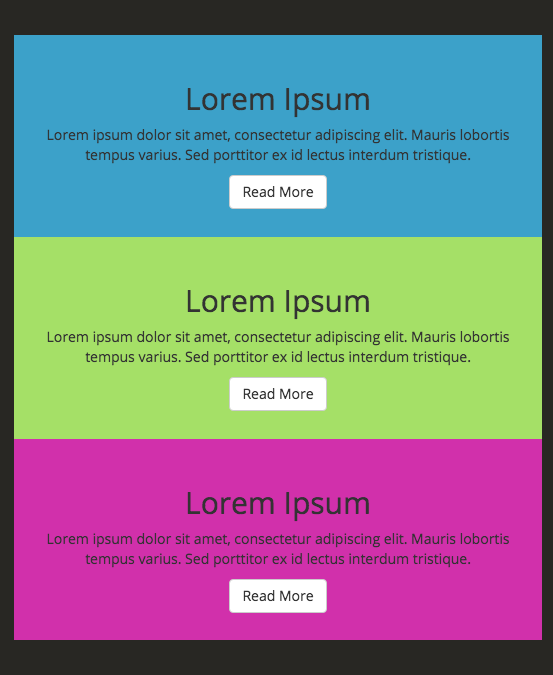 Lorem Ipsum
Lorem ipsum dolor sit amet, consectetur adipiscing elit. Mauris lobortis
tempus varius. Sed porttitor ex id lectus interdum tristique.
Read More
Lorem Ipsum
Lorem ipsum dolor sit amet, consectetur adipiscing elit. Mauris lobortis
tempus varius. Sed porttitor ex id lectus interdum tristique.
Read More
Lorem Ipsum
Lorem ipsum dolor sit amet, consectetur adipiscing elit. Mauris lobortis
tempus varius. Sed porttitor ex id lectus interdum tristique.
Read More